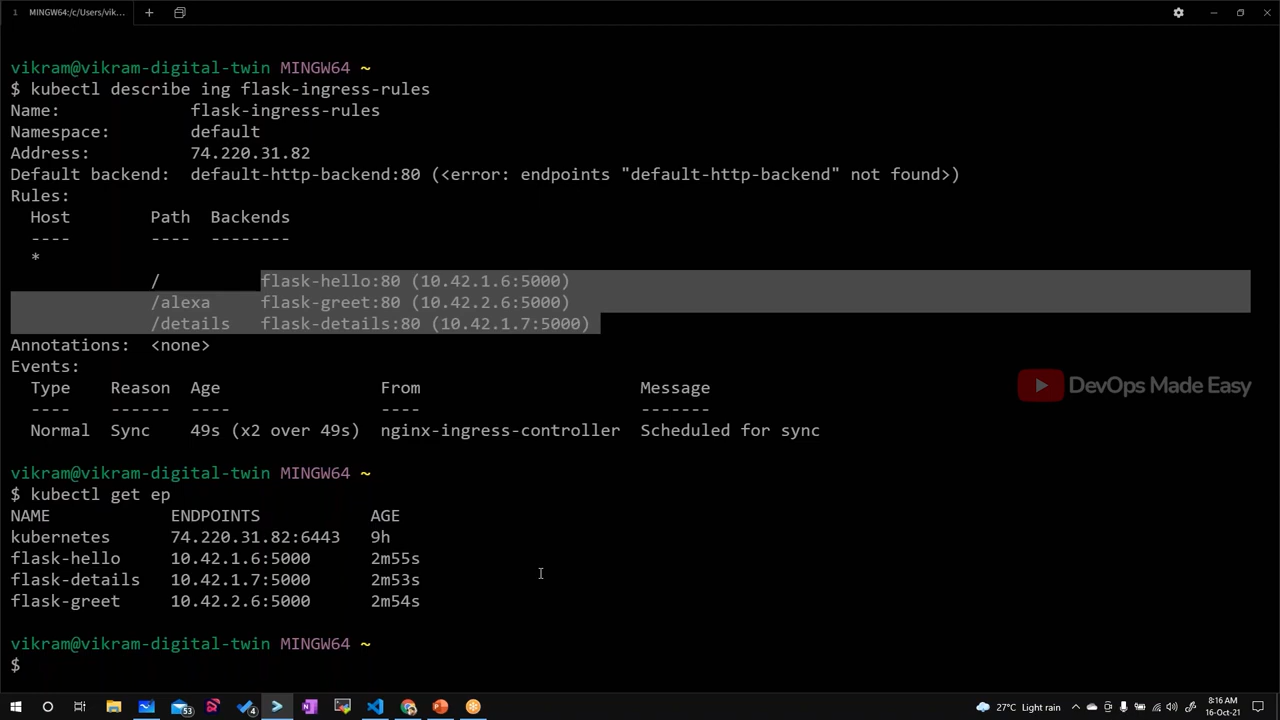 1 MINGW64:/c/Users/vik...
vikram@vikram-digital-twin MINGW64 ~
$ kubectl describe ing flask-ingress-rules
Name: flask-ingress-rules
Namespace: default
Address: 74.220.31.82
Default backend: default-http-backend:80 (<error: endpoints "default-http-backend" not found>)
Rules:
Host Path Backends
---- ---- --------
*
/ flask-hello:80 (10.42.1.6:5000)
/alexa flask-greet:80 (10.42.2.6:5000)
/details flask-details:80 (10.42.1.7:5000)
Annotations: <none>
Events:
Type Reason Age From Message
---- ------ ---- ---- -------
Normal Sync 49s (x2 over 49s) nginx-ingress-controller Scheduled for sync
DevOps Made Easy
vikram@vikram-digital-twin MINGW64 ~
$ kubectl get ep
NAME ENDPOINTS AGE
kubernetes 74.220.31.82:6443 9h
flask-hello 10.42.1.6:5000 2m55s
flask-details 10.42.1.7:5000 2m53s
flask-greet 10.42.2.6:5000 2m54s
vikram@vikram-digital-twin MINGW64 ~
$
53
4
27°C Light rain
8:16 AM
16-Oct-21